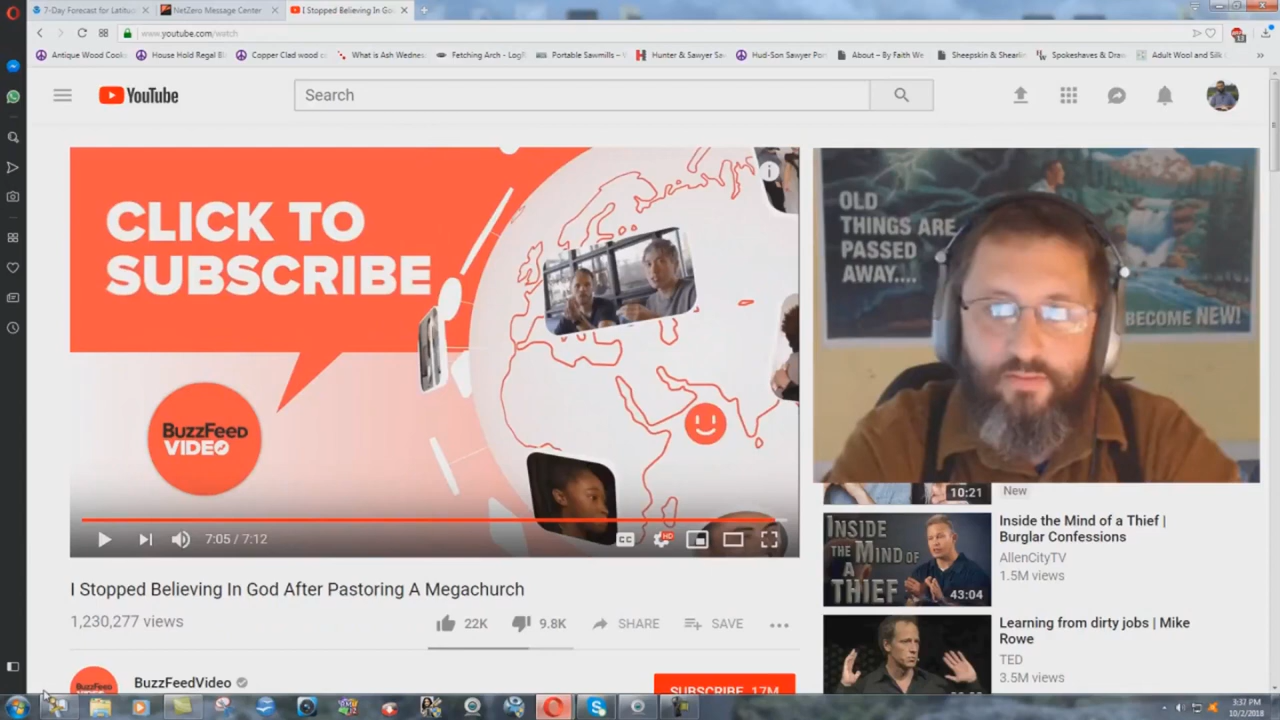 7-Day Forecast for Latitud
NetZero Message Center
I Stopped Believing In Go
www.youtube.com/watch
Antique Wood Cook
House Hold Regal Bl
Copper Clad wood c
What is Ash Wednes
Fetching Arch - Log
Portable Sawmills – V
Hunter & Sawyer Sa
Hud-Son Sawyer Por
About – By Faith We
Sheepskin & Shearlin
Spokeshaves & Draw
Adult Wool and Silk
YouTube
Search
CLICK TO
SUBSCRIBE
BuzzFeed
VIDEO
OLD
THINGS ARE
PASSED
AWAY....
BECOME NEW!
7:05 / 7:12
CC
HD
I Stopped Believing In God After Pastoring A Megachurch
1,230,277 views
22K
9.8K
SHARE
SAVE
BuzzFeed
BuzzFeedVideo
SUBSCRIBE 17M
10:21
New
INSIDE
THE MIND OF
A
THIEF
43:04
Inside the Mind of a Thief |
Burglar Confessions
AllenCityTV
1.5M views
Learning from dirty jobs | Mike
Rowe
TED
3.5M views
3:37 PM
10/2/2018